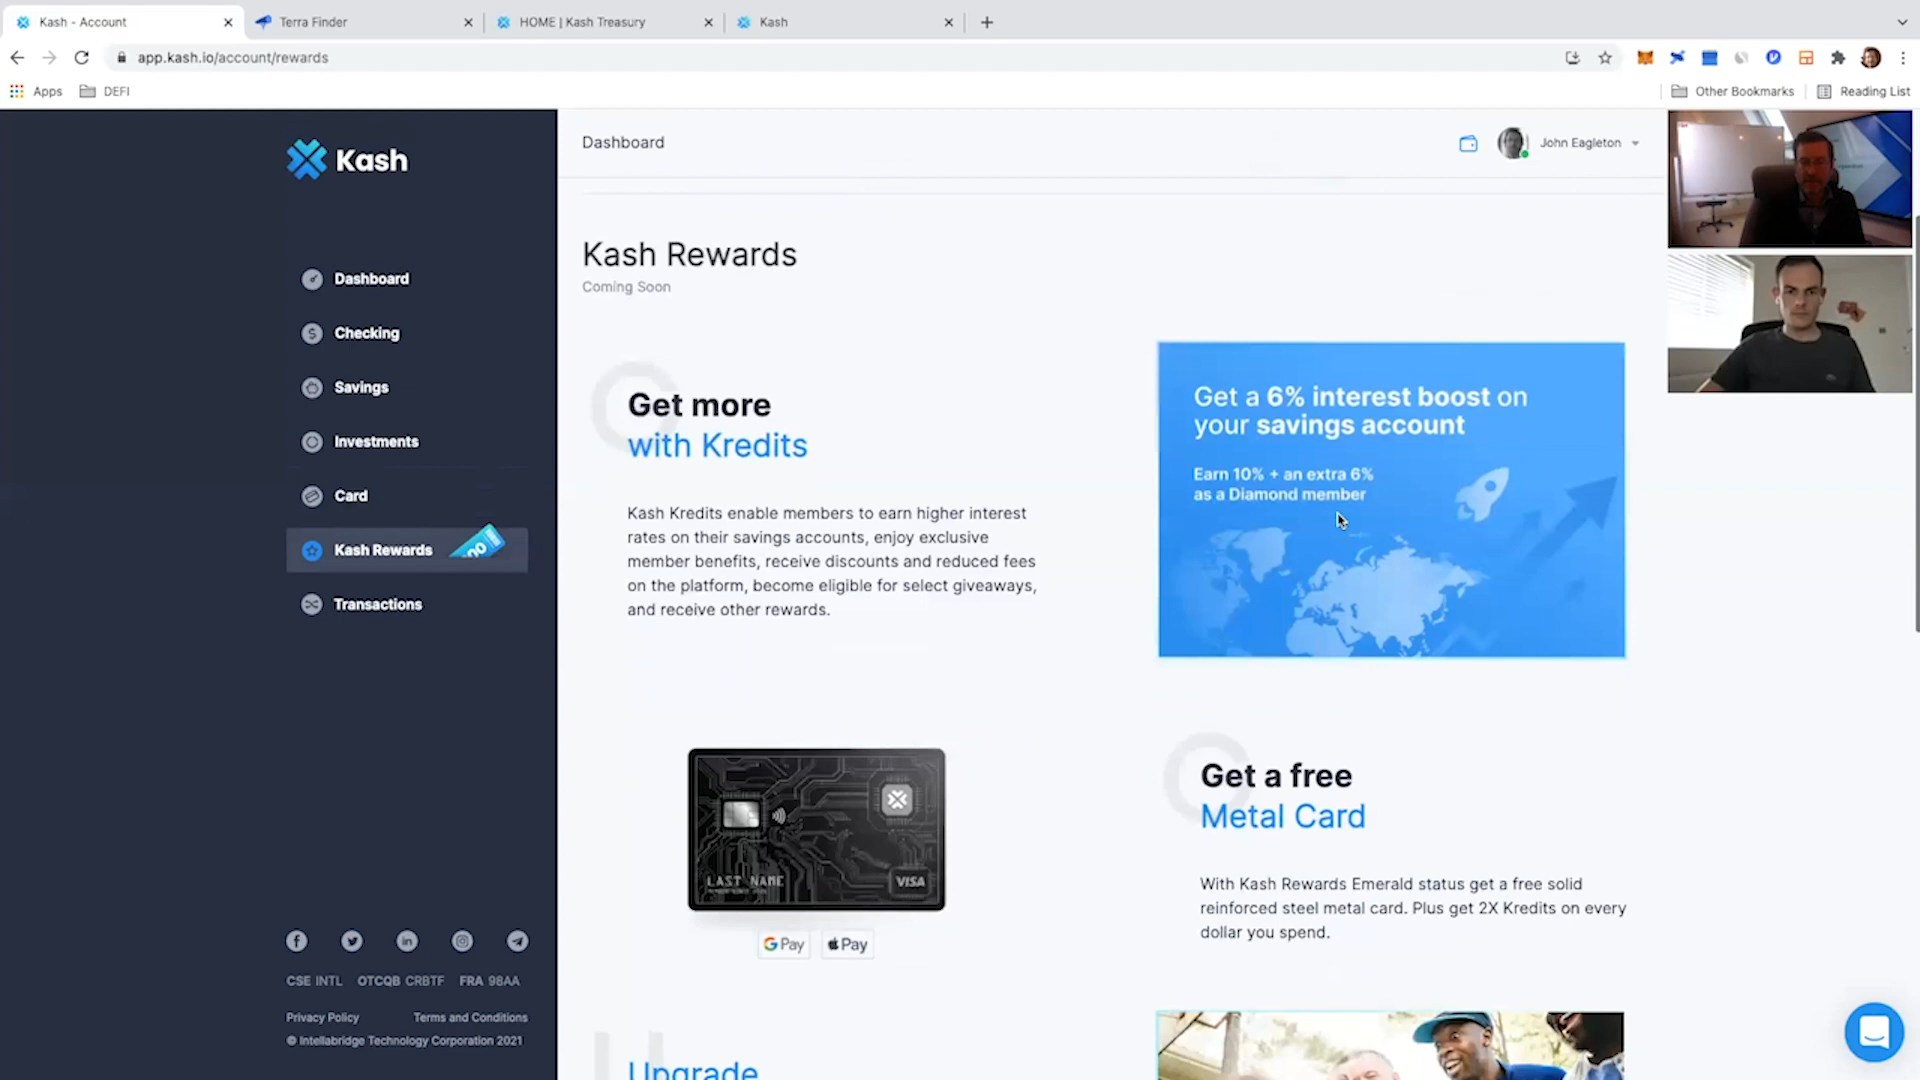 Kash - Account
Terra Finder
HOME | Kash Treasury
Kash
app.kash.io/account/rewards
Apps
DEFI
Other Bookmarks
Reading List
Kash
Dashboard
Checking
Savings
Investments
Card
Kash Rewards
Transactions
CSE INTL OTCQB CRBTF FRA 98AA
Privacy Policy
Terms and Conditions
© Intellabridge Technology Corporation 2021
Dashboard
John Eagleton
Kash Rewards
Coming Soon
Get more
with Kredits
Kash Kredits enable members to earn higher interest
rates on their savings accounts, enjoy exclusive
member benefits, receive discounts and reduced fees
on the platform, become eligible for select giveaways,
and receive other rewards.
Get a 6% interest boost on
your savings account
Earn 10% + an extra 6%
as a Diamond member
LAST NAME
VISA
G Pay
Pay
Get a free
Metal Card
With Kash Rewards Emerald status get a free solid
reinforced steel metal card. Plus get 2X Kredits on every
dollar you spend.
Upgrade